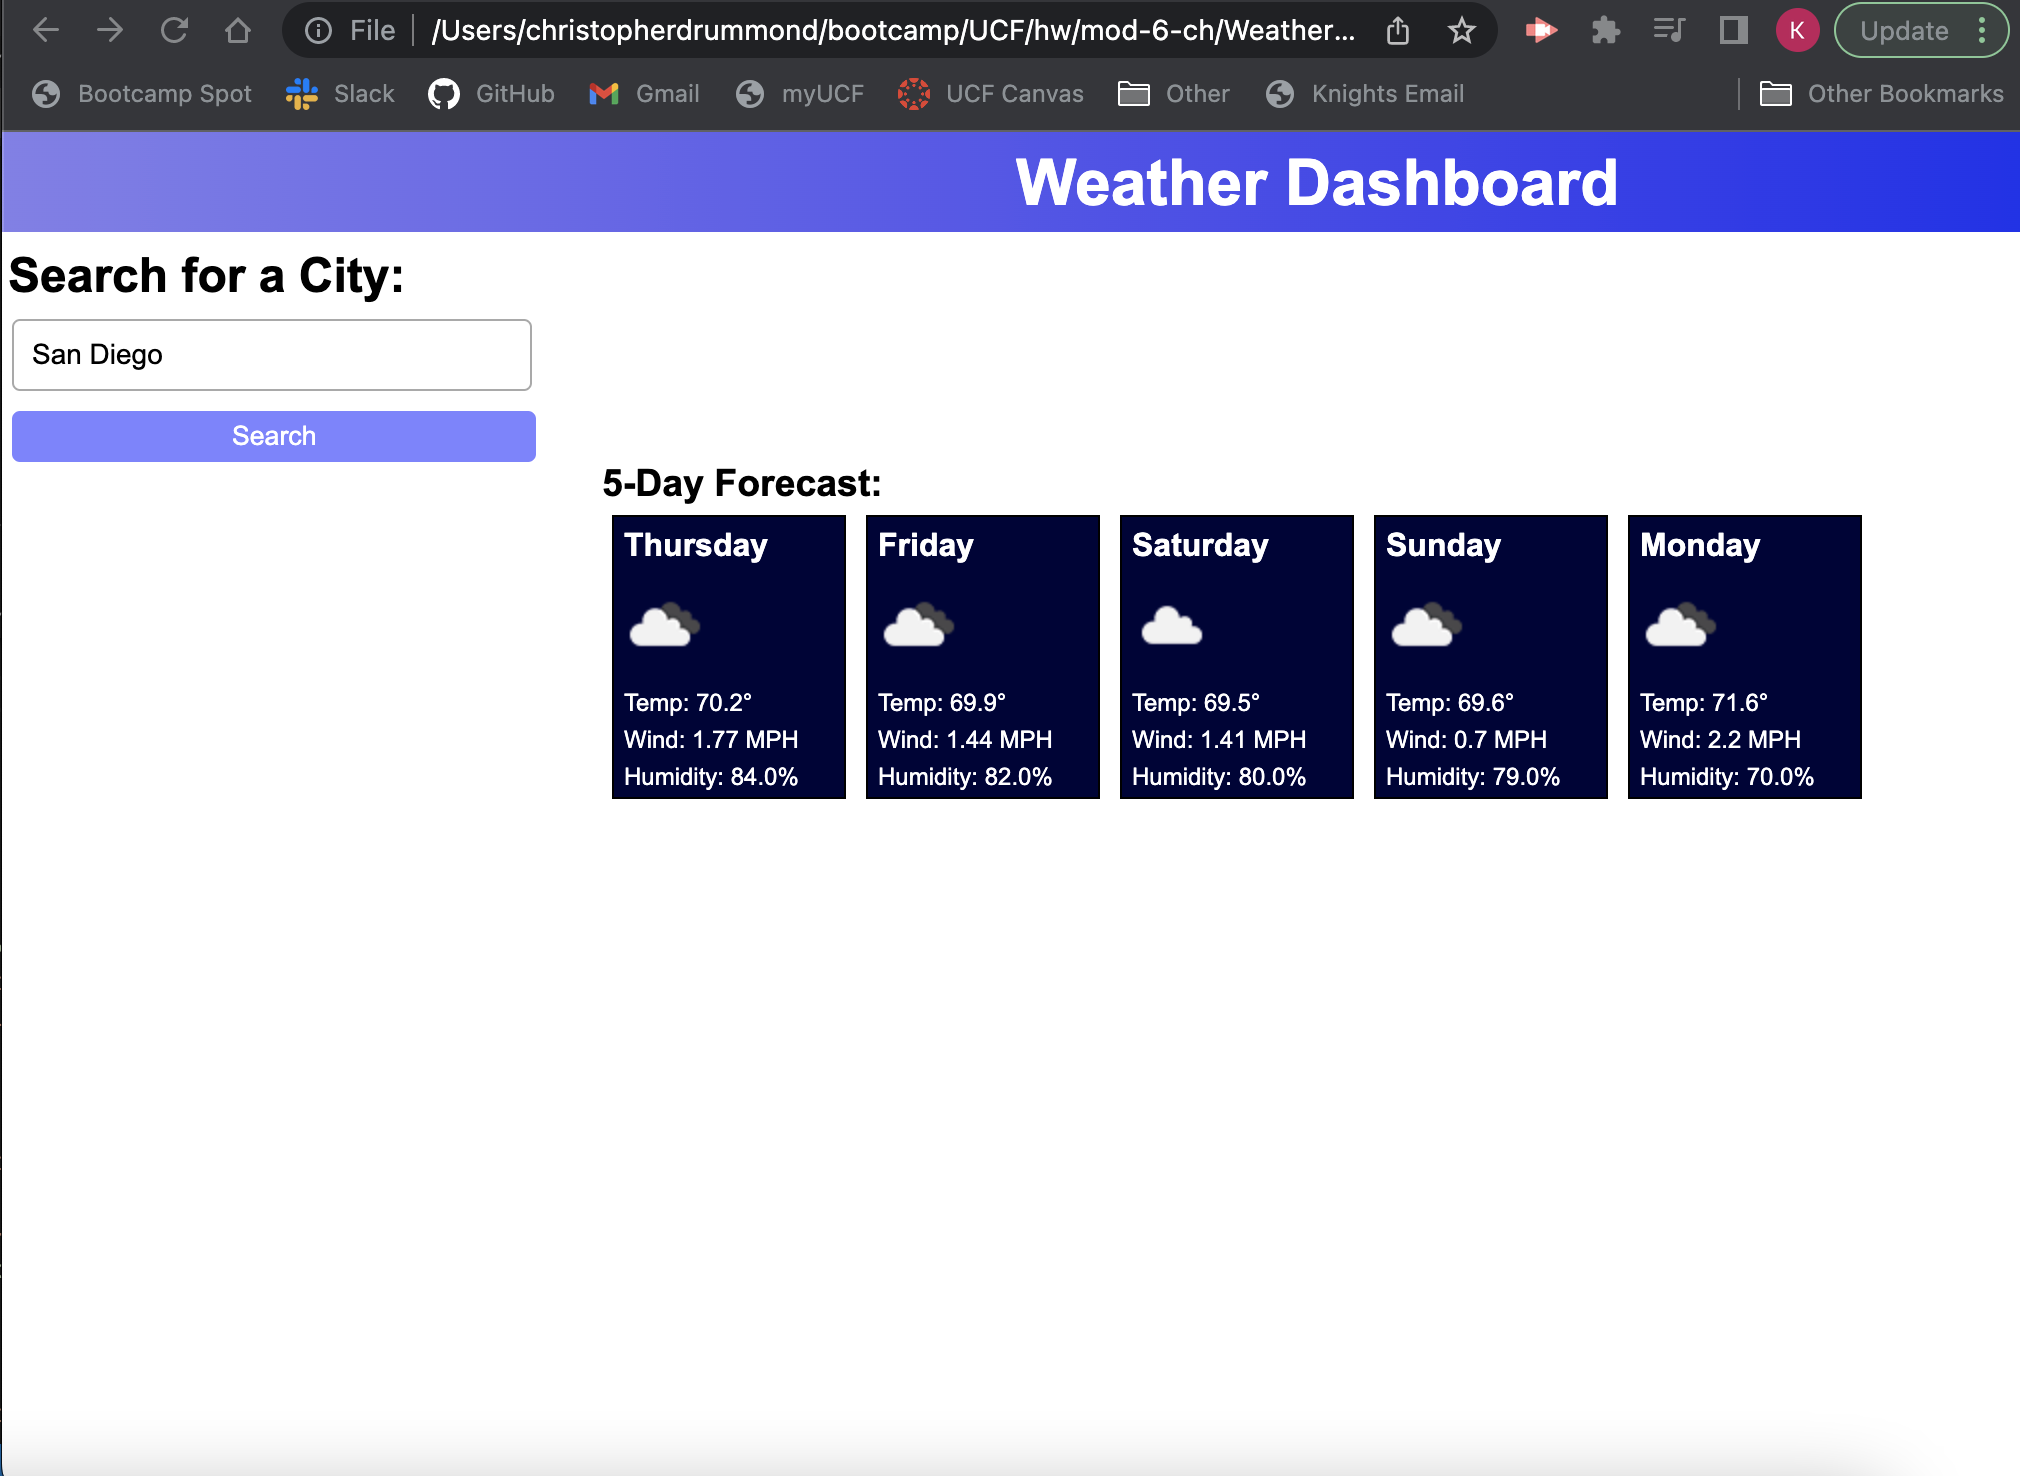 File /Users/christopherdrummond/bootcamp/UCF/hw/mod-6-ch/Weather... K Update
Bootcamp Spot Slack GitHub Gmail myUCF UCF Canvas Other Knights Email Other Bookmarks
Weather Dashboard
Search for a City:
San Diego
Search
5-Day Forecast:
Thursday
Temp: 70.2°
Wind: 1.77 MPH
Humidity: 84.0%
Friday
Temp: 69.9°
Wind: 1.44 MPH
Humidity: 82.0%
Saturday
Temp: 69.5°
Wind: 1.41 MPH
Humidity: 80.0%
Sunday
Temp: 69.6°
Wind: 0.7 MPH
Humidity: 79.0%
Monday
Temp: 71.6°
Wind: 2.2 MPH
Humidity: 70.0%